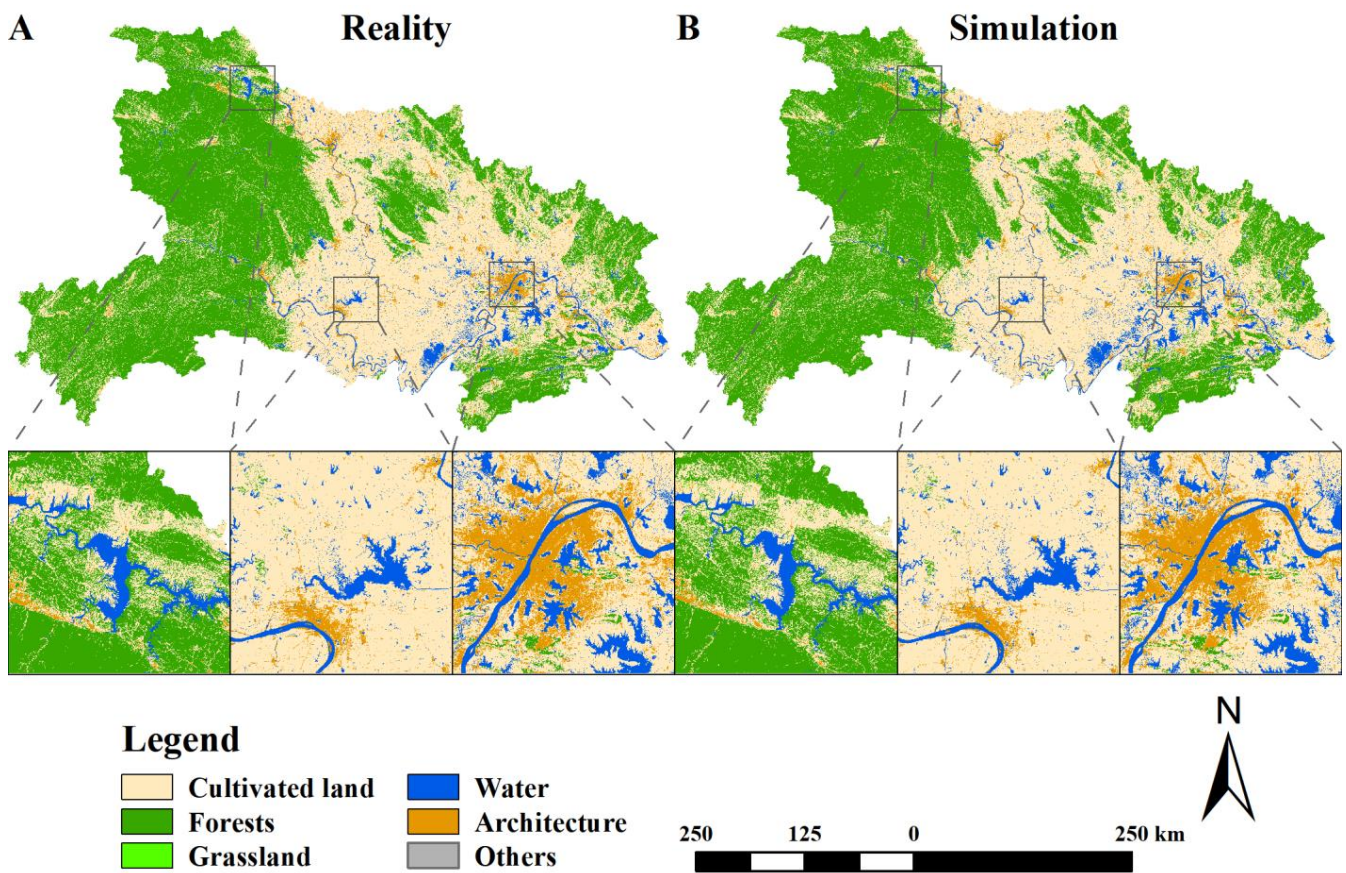 A Reality B Simulation
N
Legend
Cultivated land Water
Forests Architecture
Grassland Others
250 125 0 250 km